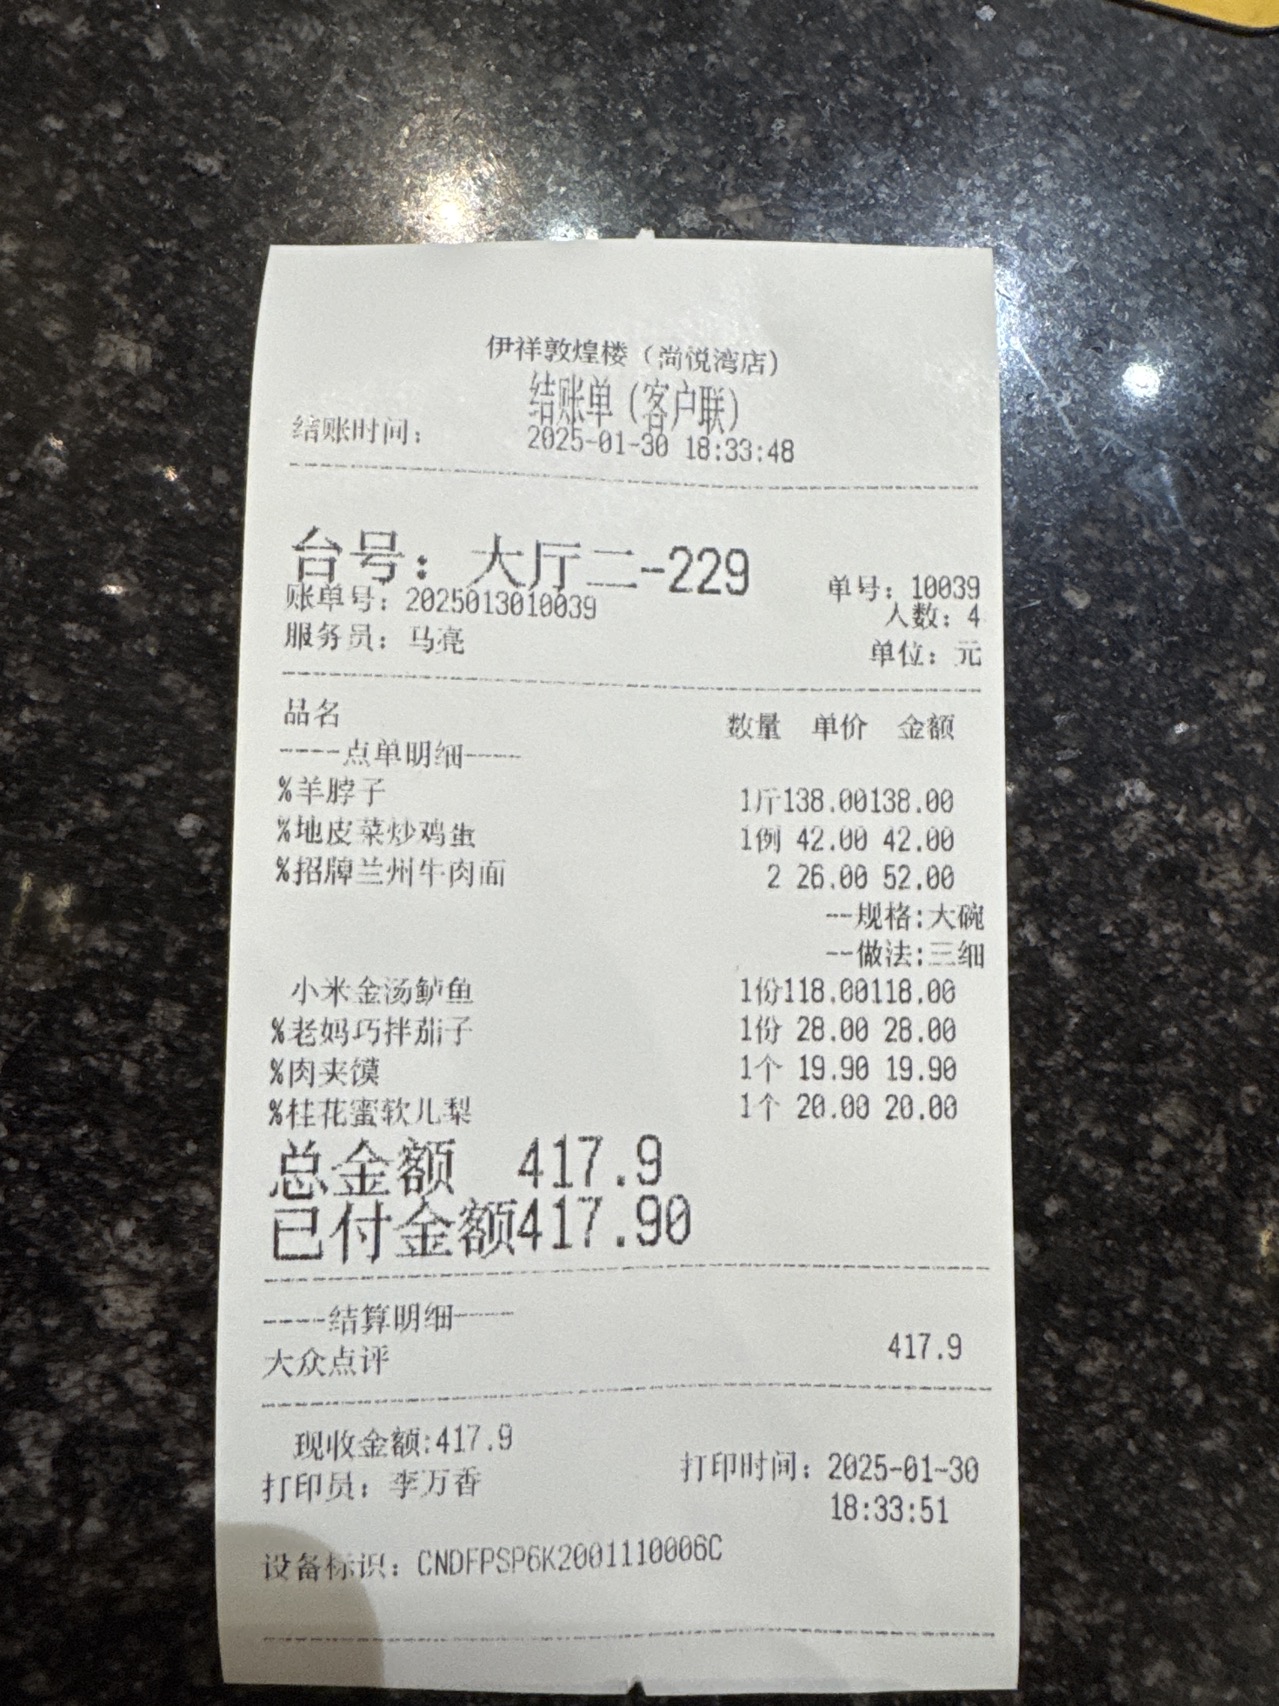 伊祥敦煌楼（尚悦湾店）
结账单（客户联）
结账时间： 2025-01-30 18:33:48
台号：大厅二-229
单号：10039
账单号：2025013010039
人数：4
服务员：马亮
单位：元
品名 数量 单价 金额
----点单明细----
%羊脖子 1斤138.00138.00
%地皮菜炒鸡蛋 1例 42.00 42.00
%招牌兰州牛肉面 2 26.00 52.00
--规格:大碗
--做法:三细
小米金汤鲈鱼 1份118.00118.00
%老妈巧拌茄子 1份 28.00 28.00
%肉夹馍 1个 19.90 19.90
%桂花蜜软儿梨 1个 20.00 20.00
总金额 417.9
已付金额417.90
----结算明细----
大众点评 417.9
现收金额:417.9
打印员：李万香 打印时间：2025-01-30
18:33:51
设备标识：CNDFPSP6K2001110006C